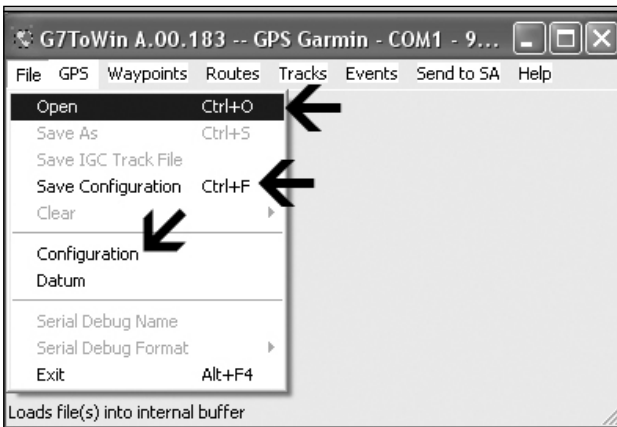 G7ToWin A.00.183 -- GPS Garmin - COM1 - 9...
File GPS Waypoints Routes Tracks Events Send to SA Help
Open Ctrl+O
Save As Ctrl+S
Save IGC Track File
Save Configuration Ctrl+F
Clear
Configuration
Datum
Serial Debug Name
Serial Debug Format
Exit Alt+F4
Loads file(s) into internal buffer